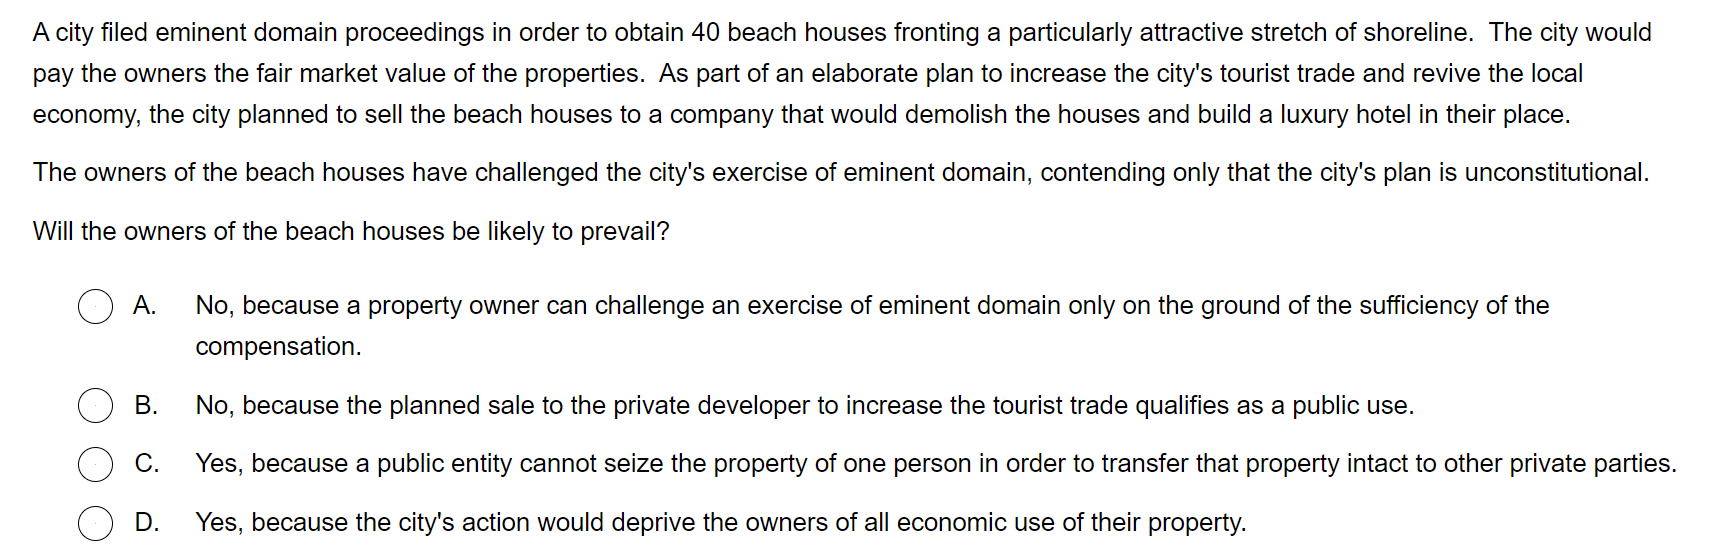 A city filed eminent domain proceedings in order to obtain 40 beach houses fronting a particularly attractive stretch of shoreline.  The city would
pay the owners the fair market value of the properties.  As part of an elaborate plan to increase the city's tourist trade and revive the local
economy, the city planned to sell the beach houses to a company that would demolish the houses and build a luxury hotel in their place.
The owners of the beach houses have challenged the city's exercise of eminent domain, contending only that the city's plan is unconstitutional.
Will the owners of the beach houses be likely to prevail?
A. No, because a property owner can challenge an exercise of eminent domain only on the ground of the sufficiency of the
compensation.
B. No, because the planned sale to the private developer to increase the tourist trade qualifies as a public use.
C. Yes, because a public entity cannot seize the property of one person in order to transfer that property intact to other private parties.
D. Yes, because the city's action would deprive the owners of all economic use of their property.